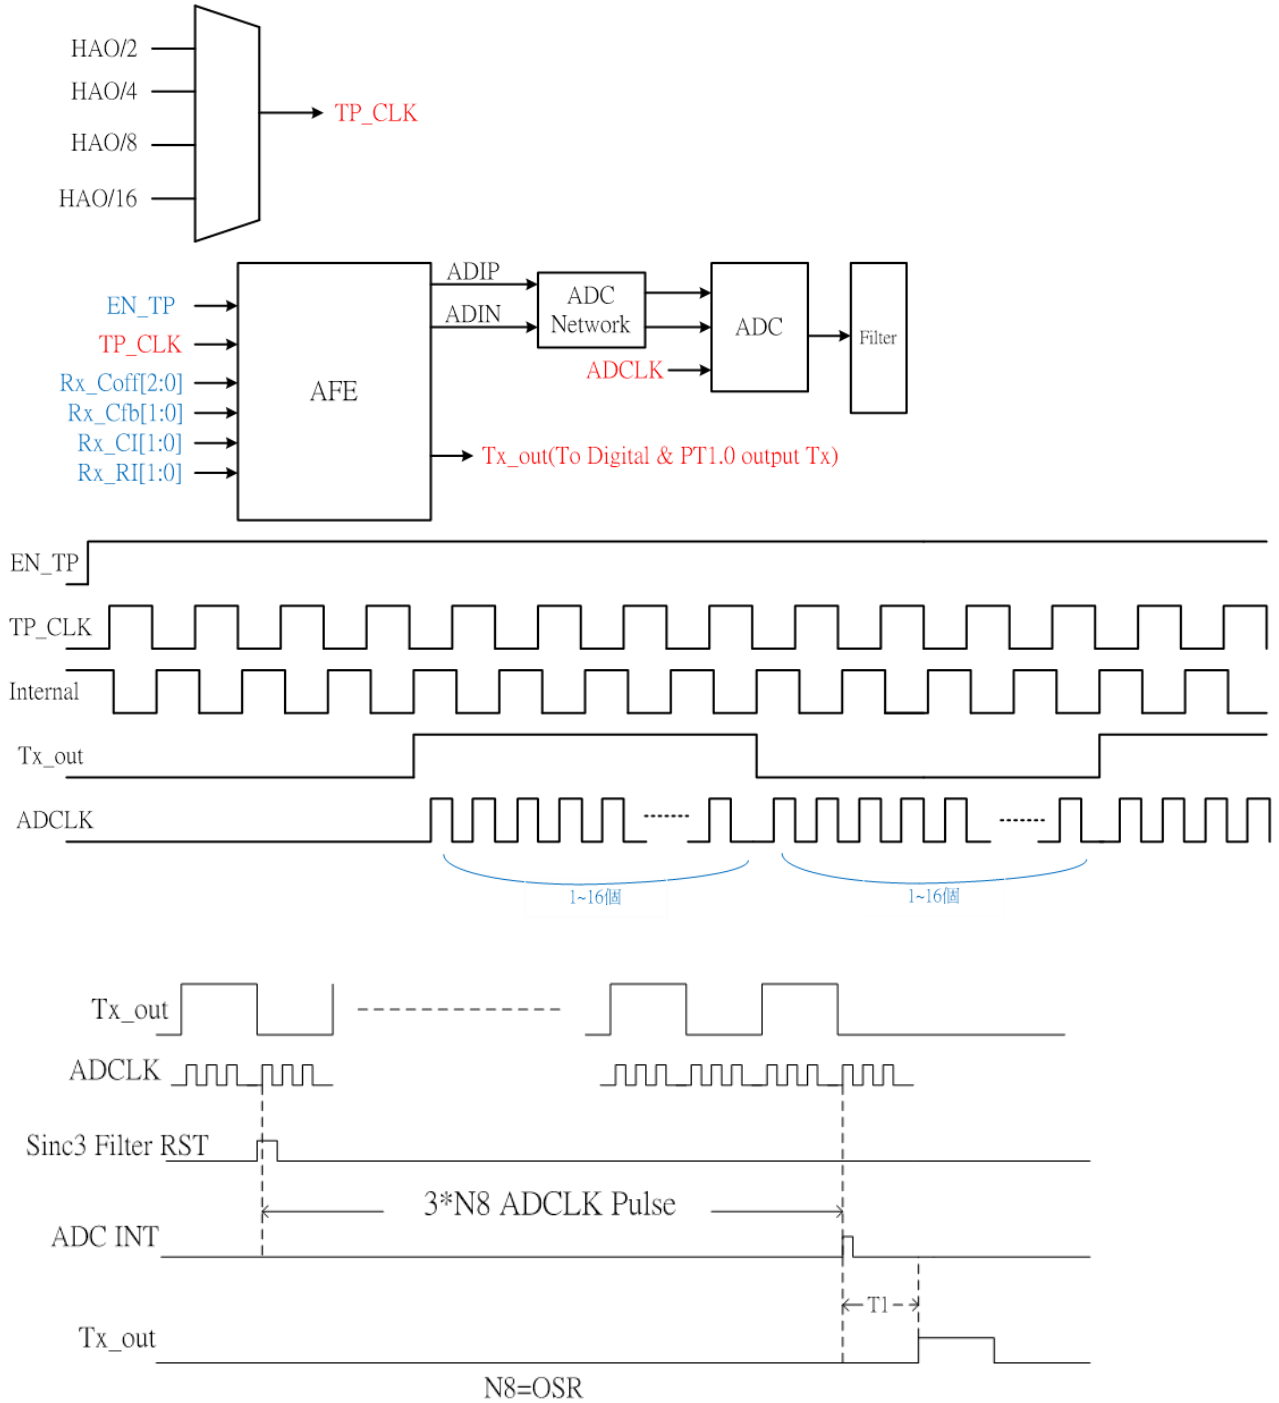 HAO/2
HAO/4
HAO/8
HAO/16
TP_CLK
EN_TP
TP_CLK
Rx_Coff[2:0]
Rx_Cfb[1:0]
Rx_CI[1:0]
Rx_RI[1:0]
AFE
ADIP
ADIN
ADC
Network
ADCLK
ADC
Filter
Tx_out(To Digital & PT1.0 output Tx)
EN_TP
TP_CLK
Internal
Tx_out
ADCLK
1~16個
1~16個
Tx_out
ADCLK
Sinc3 Filter RST
3*N8 ADCLK Pulse
ADC INT
T1
Tx_out
N8=OSR